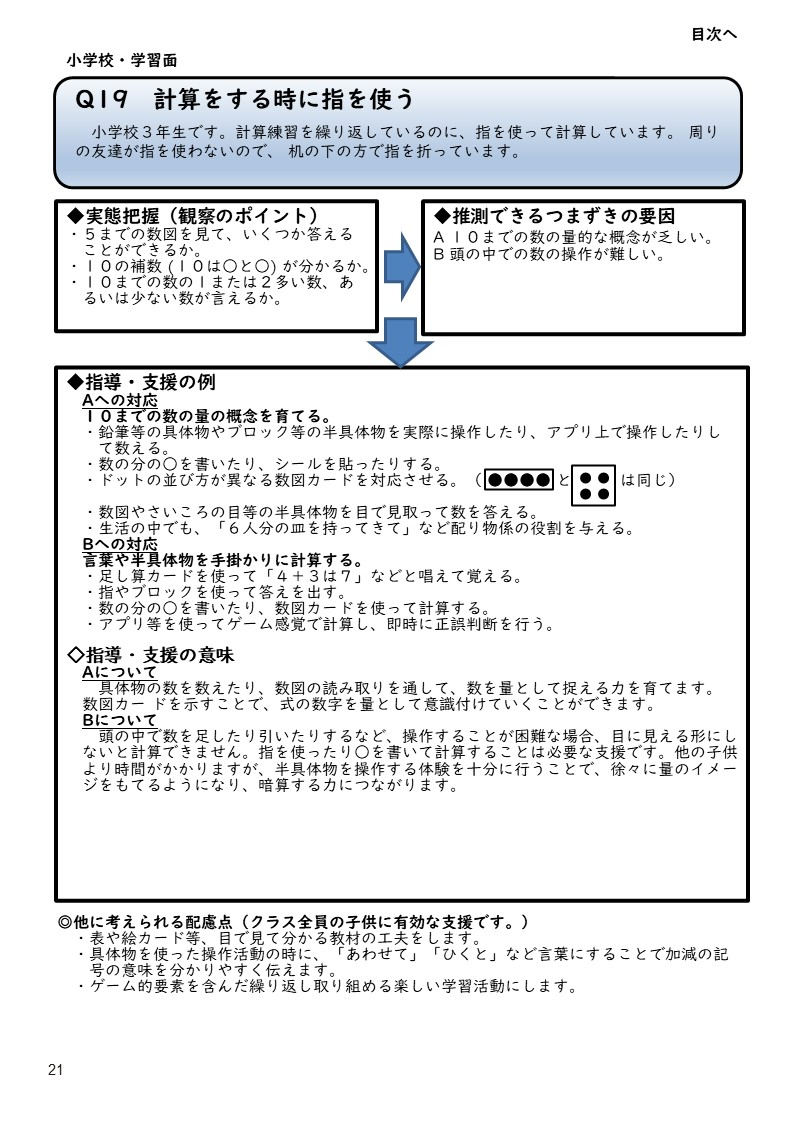 目次へ
小学校・学習面
Q19　計算をする時に指を使う
　小学校３年生です。計算練習を繰り返しているのに、指を使って計算しています。 周り
の友達が指を使わないので、 机の下の方で指を折っています。
◆実態把握（観察のポイント）
・５までの数図を見て、いくつか答える
ことができるか。
・１０の補数 (１０は〇と〇) が分かるか。
・１０までの数の１または２多い数、あ
るいは少ない数が言えるか。
◆推測できるつまずきの要因
A １０までの数の量的な概念が乏しい。
B 頭の中での数の操作が難しい。
◆指導・支援の例
Aへの対応
１０までの数の量の概念を育てる。
・鉛筆等の具体物やブロック等の半具体物を実際に操作したり、アプリ上で操作したりし
て数える。
・数の分の〇を書いたり、シールを貼ったりする。
・ドットの並び方が異なる数図カードを対応させる。（●●●●と●●●●は同じ）
・数図やさいころの目等の半具体物を目で見取って数を答える。
・生活の中でも、「６人分の皿を持ってきて」など配り物係の役割を与える。
Bへの対応
言葉や半具体物を手掛かりに計算する。
・足し算カードを使って「４＋３は７」などと唱えて覚える。
・指やブロックを使って答えを出す。
・数の分の〇を書いたり、数図カードを使って計算する。
・アプリ等を使ってゲーム感覚で計算し、即時に正誤判断を行う。
◇指導・支援の意味
Aについて
　具体物の数を数えたり、数図の読み取りを通して、数を量として捉える力を育てます。
数図カー ドを示すことで、式の数字を量として意識付けていくことができます。
Bについて
　頭の中で数を足したり引いたりするなど、操作することが困難な場合、目に見える形にし
ないと計算できません。指を使ったり〇を書いて計算することは必要な支援です。他の子供
より時間がかかりますが、半具体物を操作する体験を十分に行うことで、徐々に量のイメー
ジをもてるようになり、暗算する力につながります。
◎他に考えられる配慮点（クラス全員の子供に有効な支援です。）
・表や絵カード等、目で見て分かる教材の工夫をします。
・具体物を使った操作活動の時に、「あわせて」「ひくと」など言葉にすることで加減の記
号の意味を分かりやすく伝えます。
・ゲーム的要素を含んだ繰り返し取り組める楽しい学習活動にします。
21